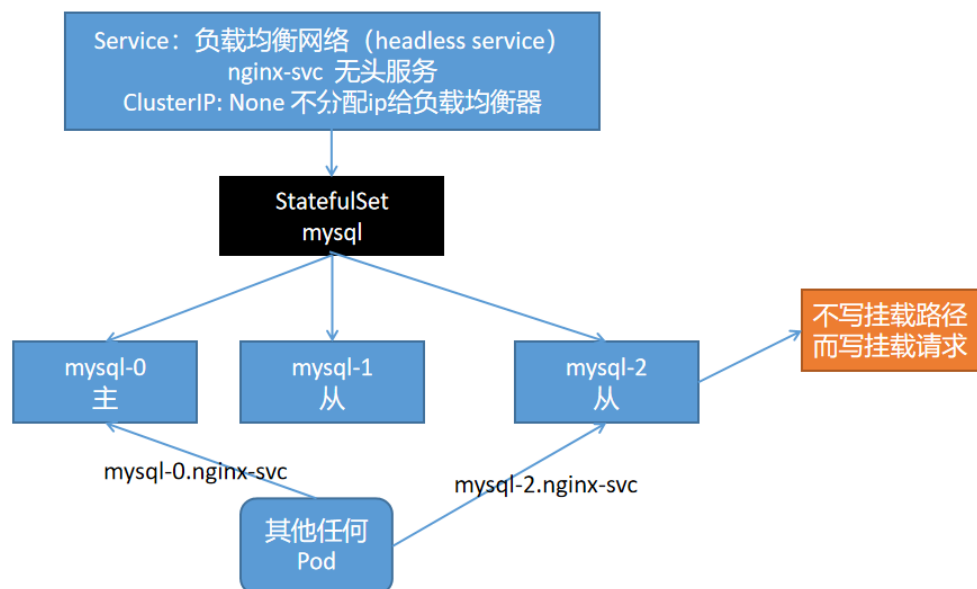 Service：负载均衡网络（headless service）
nginx-svc 无头服务
ClusterIP: None 不分配ip给负载均衡器
StatefulSet
mysql
mysql-0
主
mysql-1
从
mysql-2
从
不写挂载路径
而写挂载请求
mysql-0.nginx-svc
mysql-2.nginx-svc
其他任何
Pod